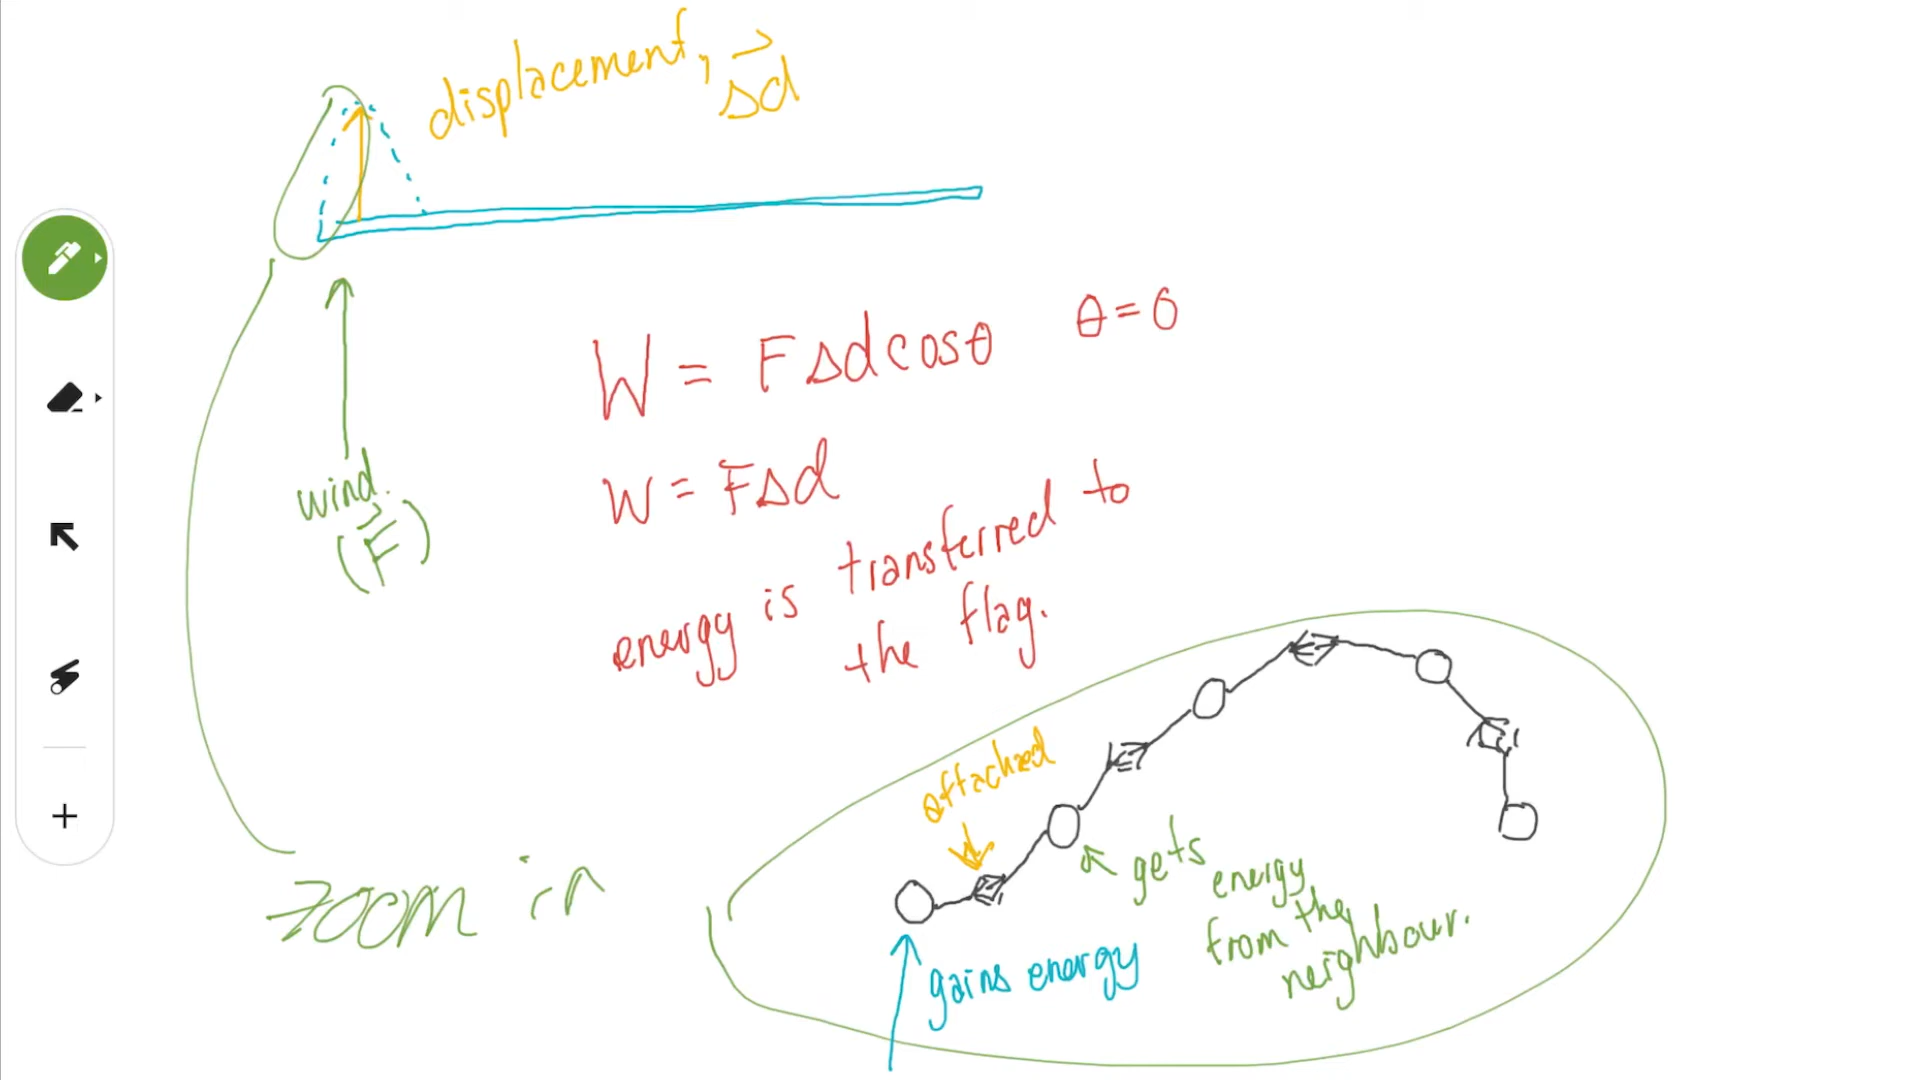 displacement, Δd⃗
W = FΔdcosθ θ=0
W = FΔd
wind
(F⃗)
energy is transferred to
the flag.
attached
gets energy
from the
neighbour.
gains energy
zoom in